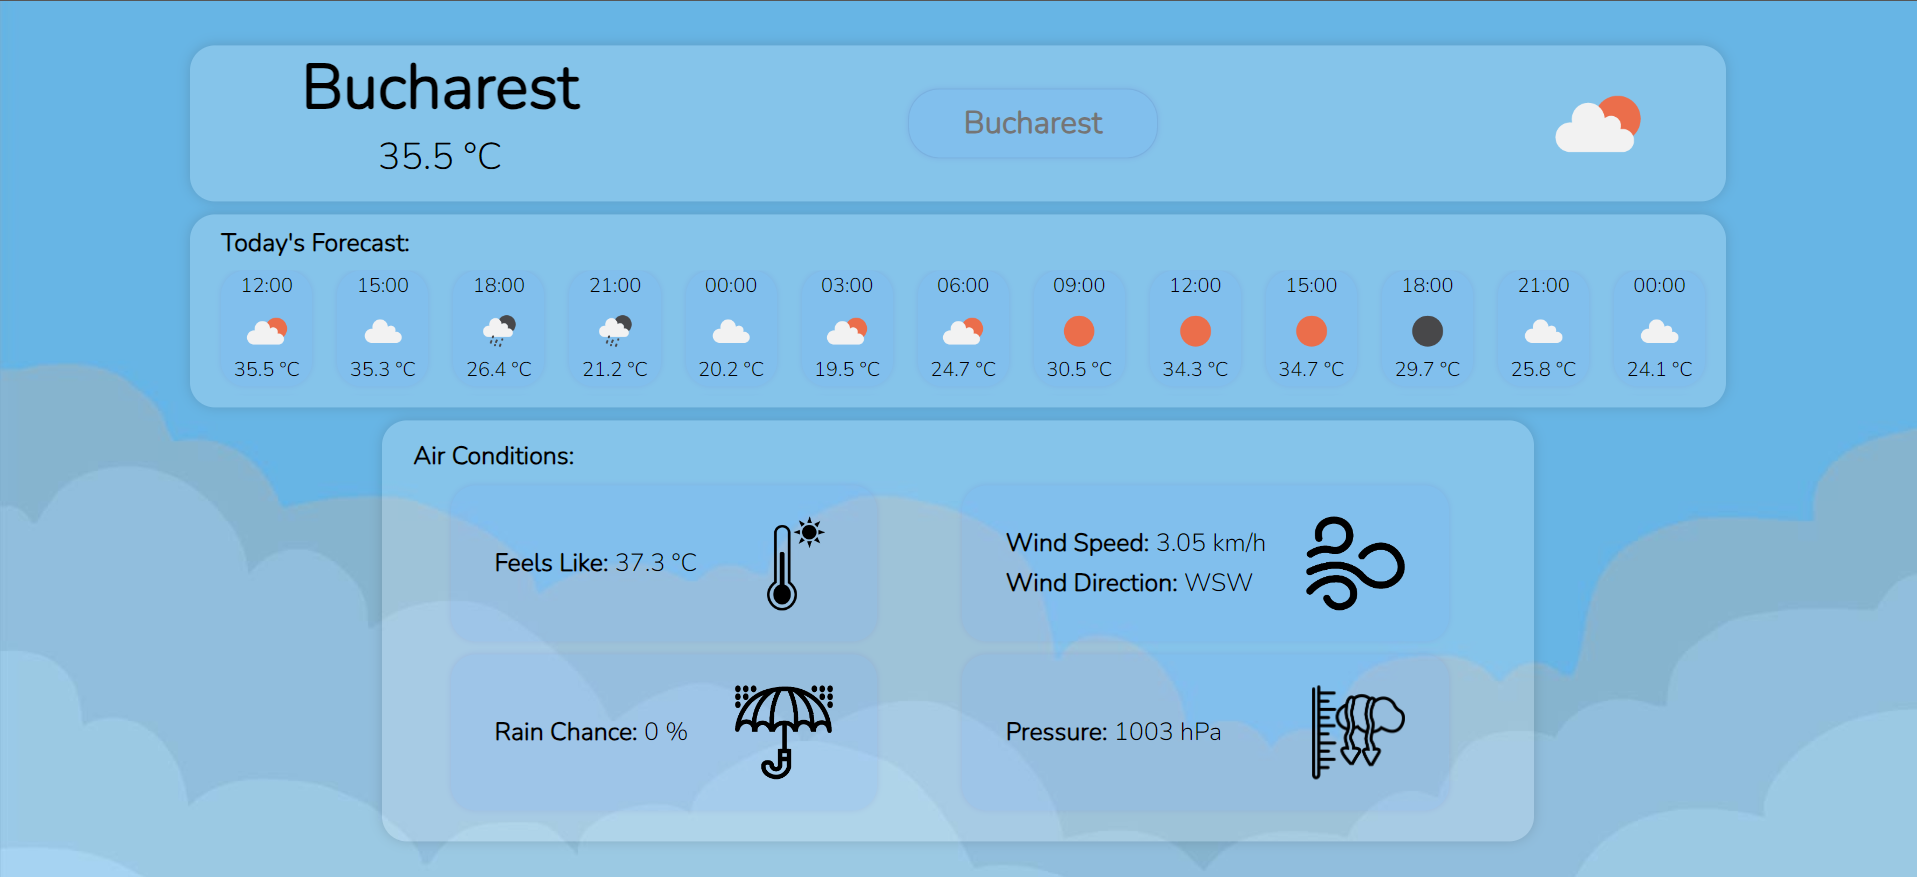 Bucharest
35.5 °C
Bucharest
Today's Forecast:
12:00 15:00 18:00 21:00 00:00 03:00 06:00 09:00 12:00 15:00 18:00 21:00 00:00
35.5 °C 35.3 °C 26.4 °C 21.2 °C 20.2 °C 19.5 °C 24.7 °C 30.5 °C 34.3 °C 34.7 °C 29.7 °C 25.8 °C 24.1 °C
Air Conditions:
Feels Like: 37.3 °C
Wind Speed: 3.05 km/h
Wind Direction: WSW
Rain Chance: 0 %
Pressure: 1003 hPa